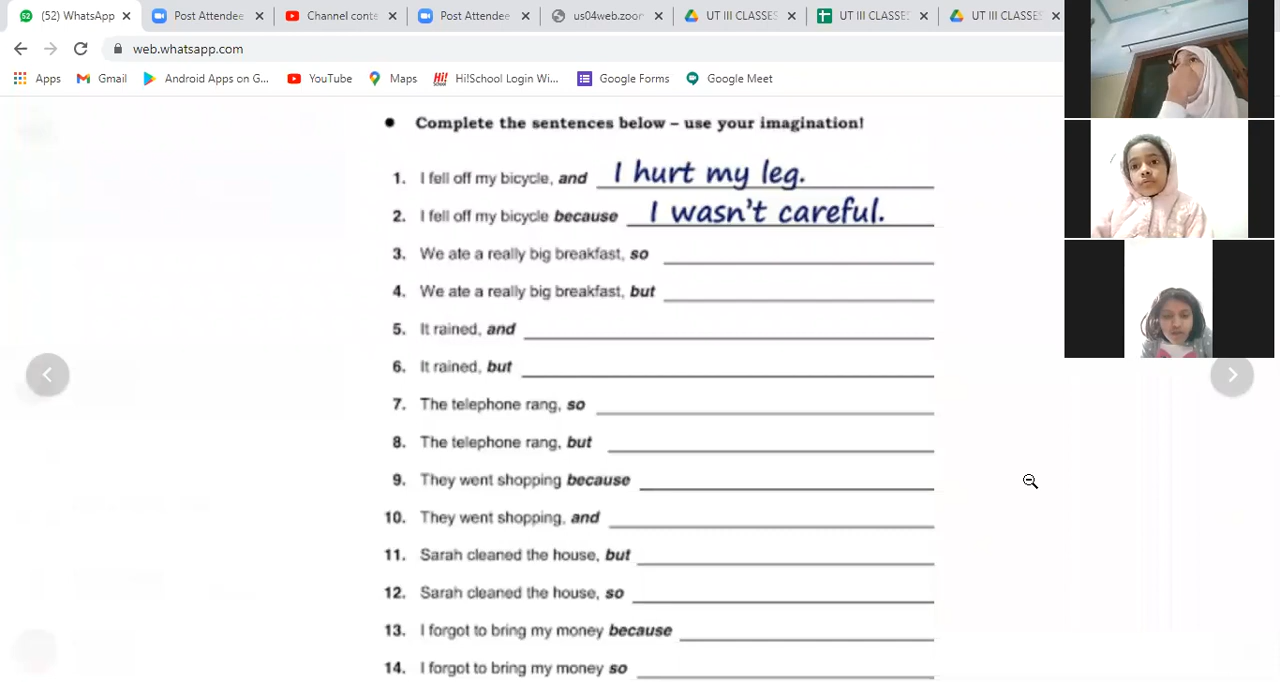 (52) WhatsApp
Post Attendee
Channel conte
Post Attendee
us04web.zoor
UT III CLASSES
UT III CLASSE
UT III CLASSES
web.whatsapp.com
Apps
Gmail
Android Apps on G...
YouTube
Maps
Hi! Hi!School Login Wi...
Google Forms
Google Meet
• Complete the sentences below – use your imagination!
1. I fell off my bicycle, and I hurt my leg.
2. I fell off my bicycle because I wasn't careful.
3. We ate a really big breakfast, so
4. We ate a really big breakfast, but
5. It rained, and
6. It rained, but
7. The telephone rang, so
8. The telephone rang, but
9. They went shopping because
10. They went shopping, and
11. Sarah cleaned the house, but
12. Sarah cleaned the house, so
13. I forgot to bring my money because
14. I forgot to bring my money so